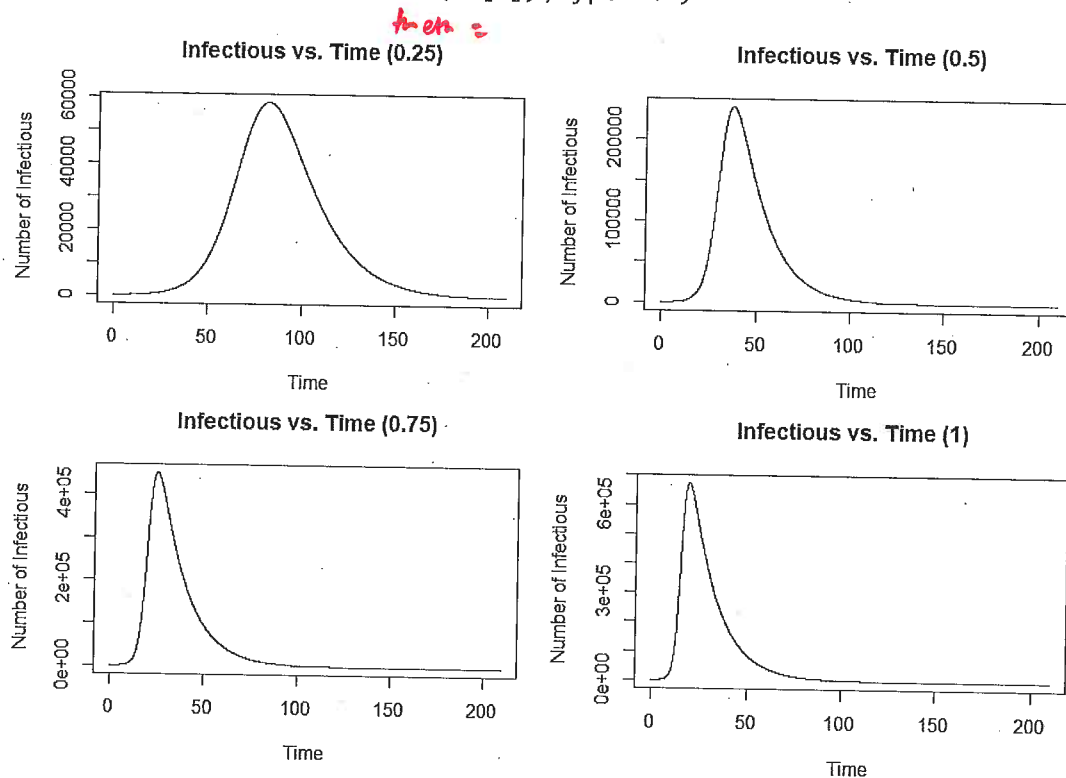 Infectious vs. Time (0.25)
Number of Infectious
60000
40000
20000
0
0 50 100 150 200
Time
Infectious vs. Time (0.5)
Number of Infectious
200000
100000
0
0 50 100 150 200
Time
Infectious vs. Time (0.75)
Number of Infectious
4e+05
2e+05
0e+00
0 50 100 150 200
Time
Infectious vs. Time (1)
Number of Infectious
6e+05
3e+05
0e+00
0 50 100 150 200
Time